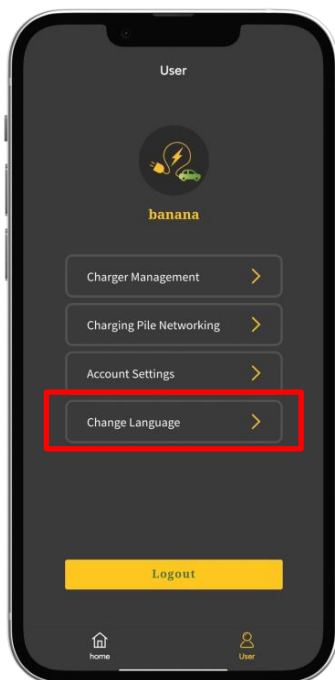 User
banana
Charger Management
Charging Pile Networking
Account Settings
Change Language
Logout
home
User